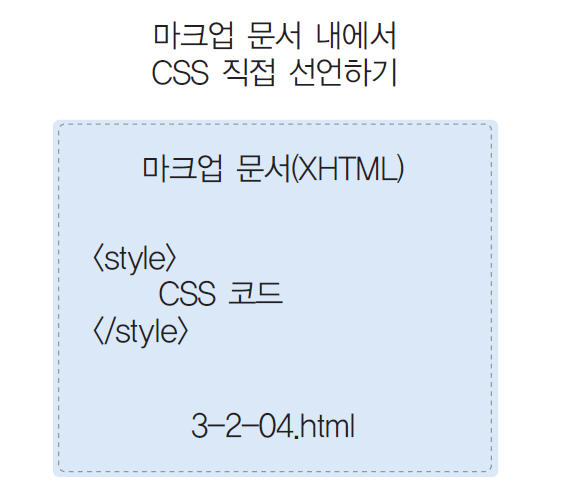 마크업 문서 내에서
CSS 직접 선언하기
마크업 문서(XHTML)
<style>
CSS 코드
</style>
3-2-04.html